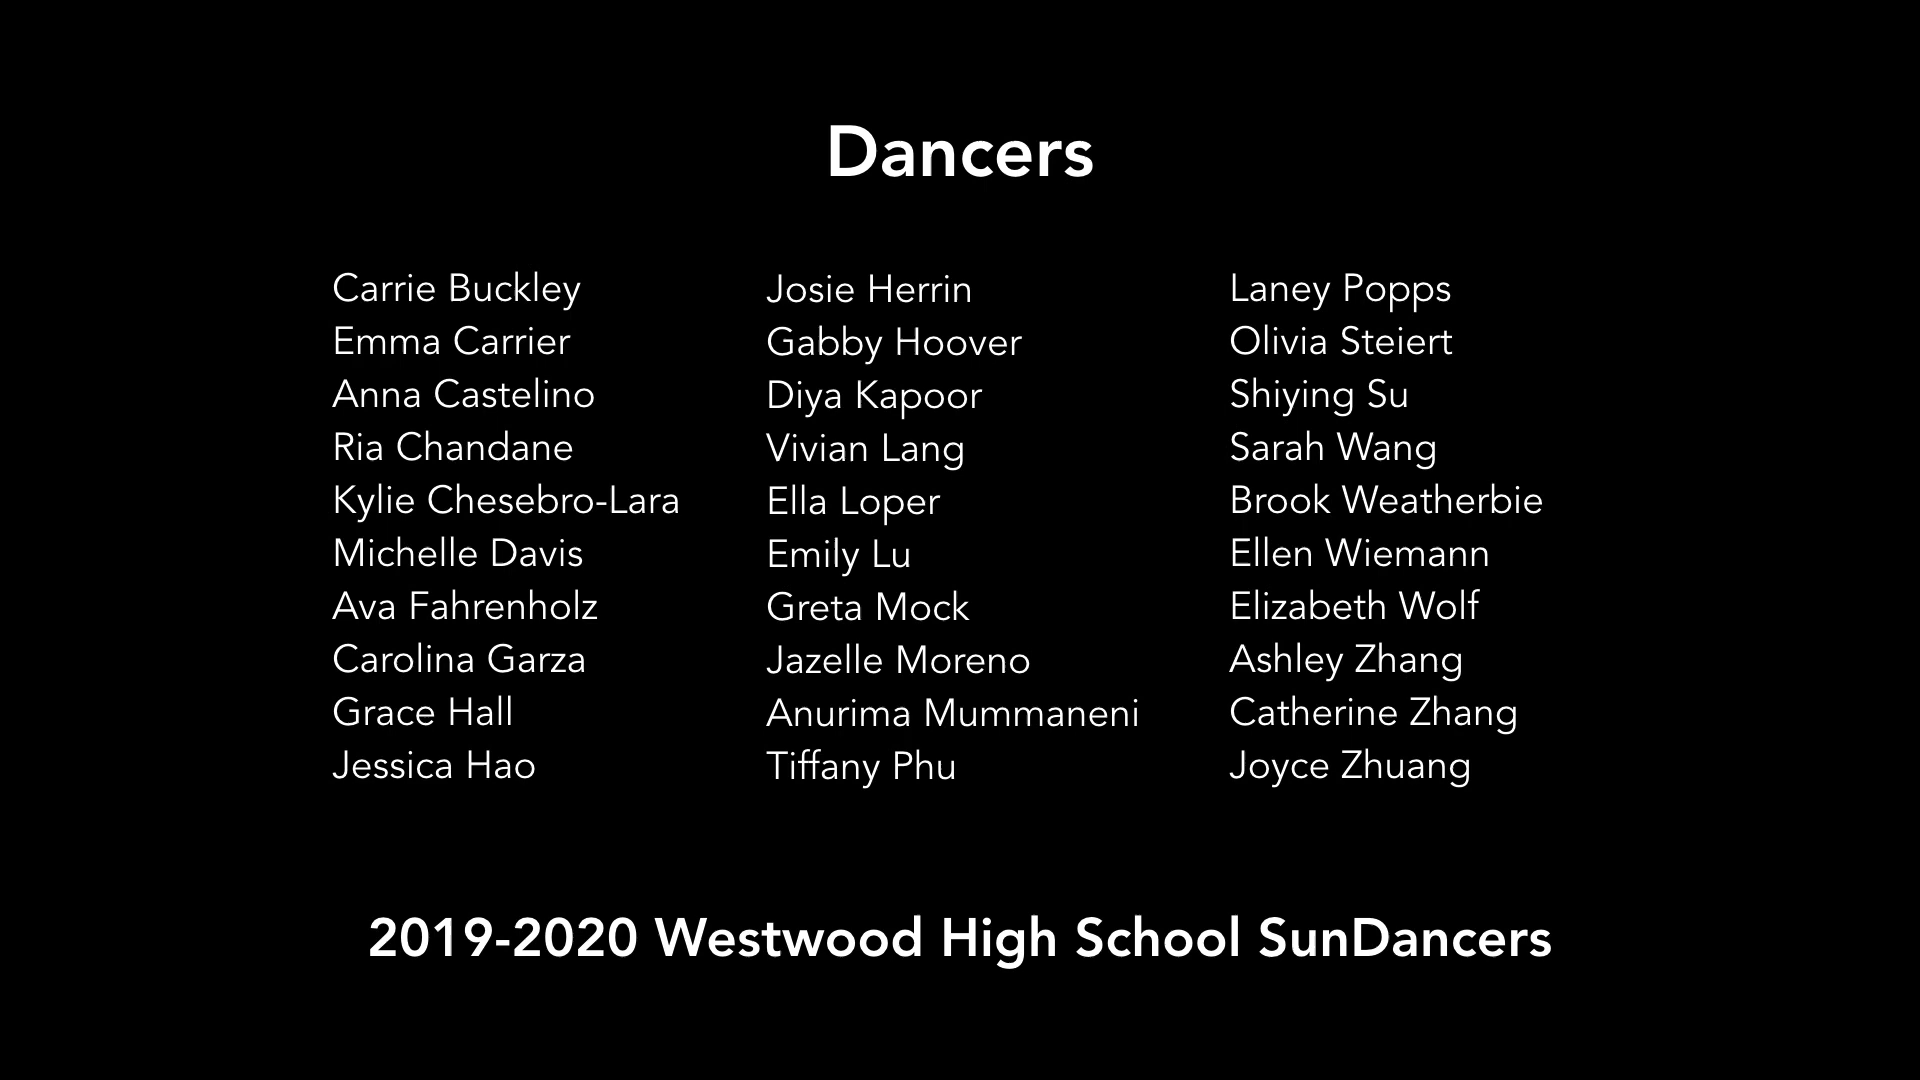 Dancers
Carrie Buckley
Emma Carrier
Anna Castelino
Ria Chandane
Kylie Chesebro-Lara
Michelle Davis
Ava Fahrenholz
Carolina Garza
Grace Hall
Jessica Hao
Josie Herrin
Gabby Hoover
Diya Kapoor
Vivian Lang
Ella Loper
Emily Lu
Greta Mock
Jazelle Moreno
Anurima Mummaneni
Tiffany Phu
Laney Popps
Olivia Steiert
Shiying Su
Sarah Wang
Brook Weatherbie
Ellen Wiemann
Elizabeth Wolf
Ashley Zhang
Catherine Zhang
Joyce Zhuang
2019-2020 Westwood High School SunDancers